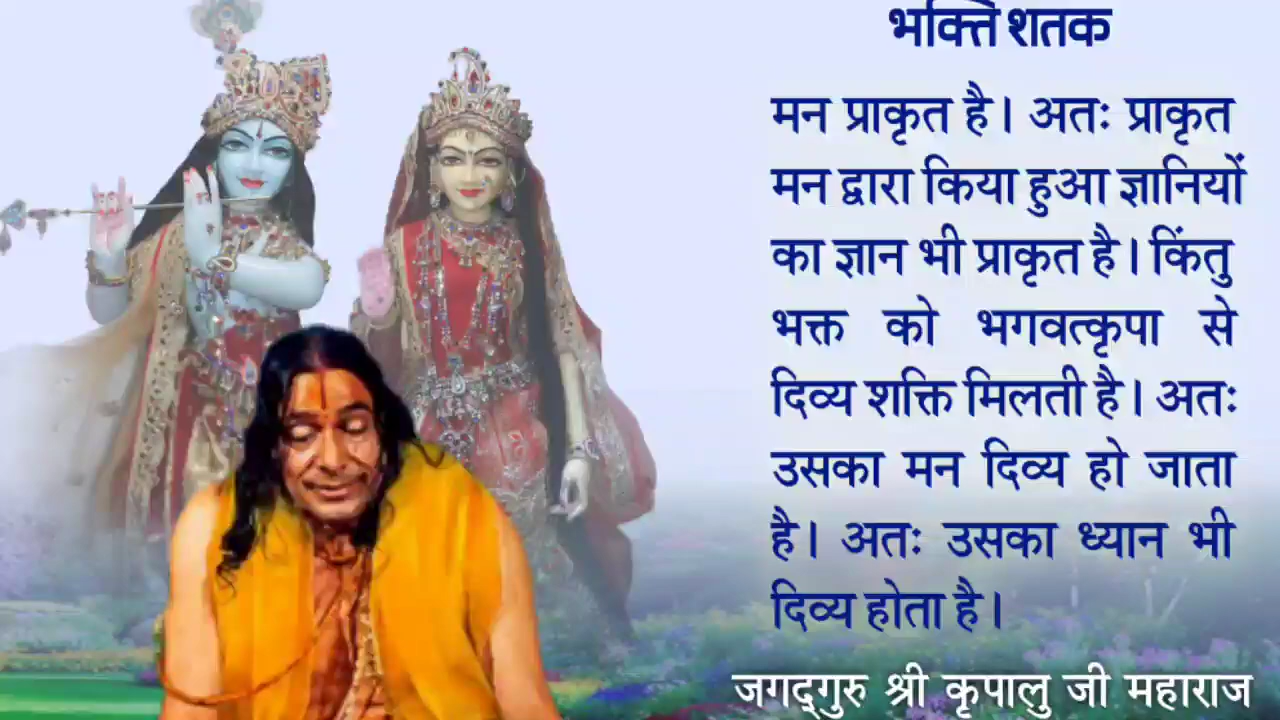 भक्ति शतक
मन प्राकृत है। अतः प्राकृत
मन द्वारा किया हुआ ज्ञानियों
का ज्ञान भी प्राकृत है। किंतु
भक्त को भगवत्कृपा से
दिव्य शक्ति मिलती है। अतः
उसका मन दिव्य हो जाता
है। अतः उसका ध्यान भी
दिव्य होता है।
जगद्गुरु श्री कृपालु जी महाराज